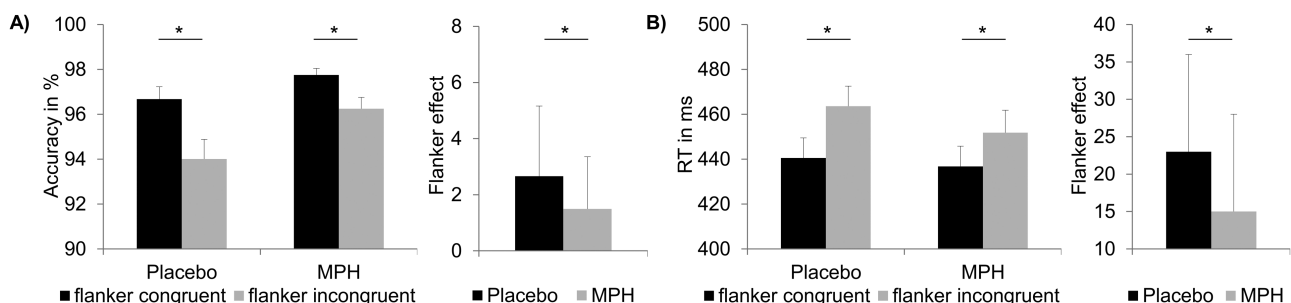 A)
Accuracy in %
100
98
96
94
92
90
*
*
Placebo
MPH
flanker congruent
flanker incongruent
Flanker effect
8
6
4
2
0
*
Placebo
MPH
B)
RT in ms
500
480
460
440
420
400
*
*
Placebo
MPH
flanker congruent
flanker incongruent
Flanker effect
40
35
30
25
20
15
10
*
Placebo
MPH